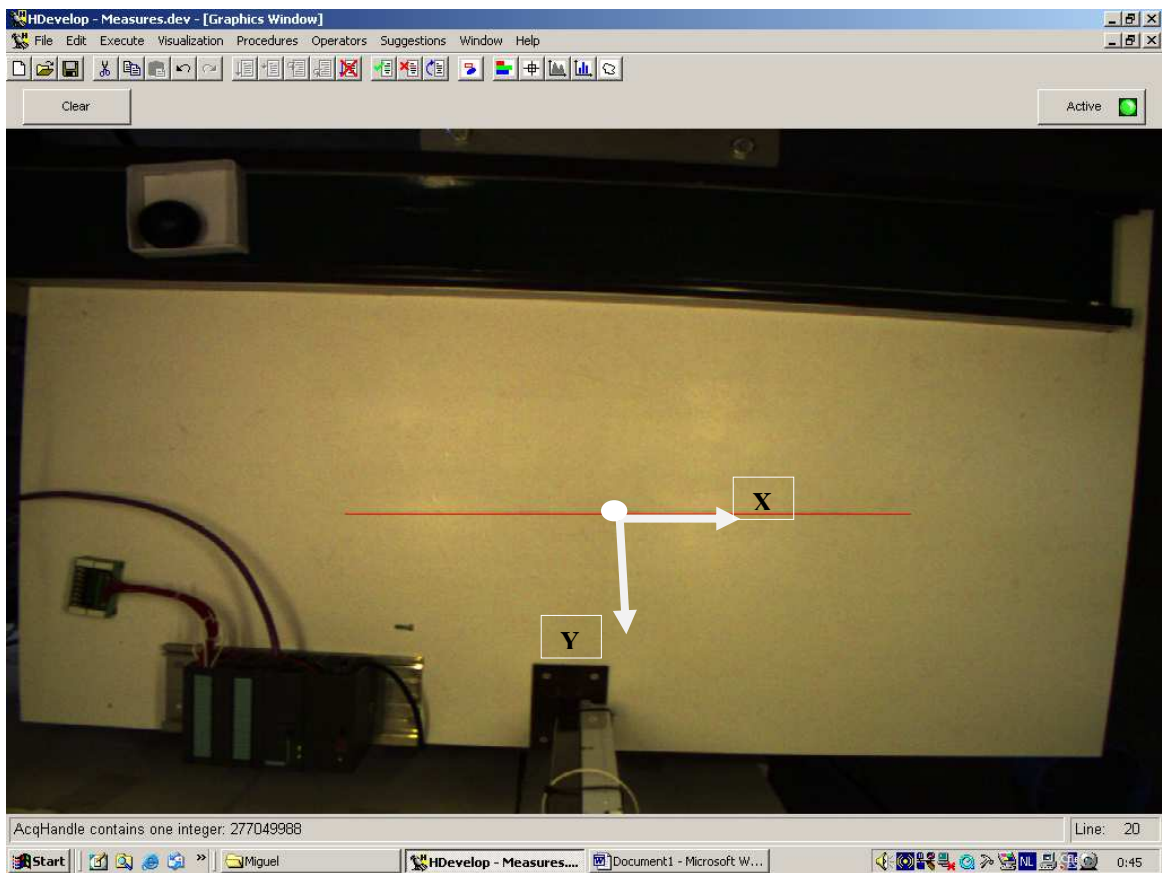 HDevelop - Measures.dev - [Graphics Window]
File Edit Execute Visualization Procedures Operators Suggestions Window Help
Clear
Active
X
Y
AcqHandle contains one integer: 277049988
Line: 20
Start
»
Miguel
HDevelop - Measures....
Document1 - Microsoft W...
NL
0:45